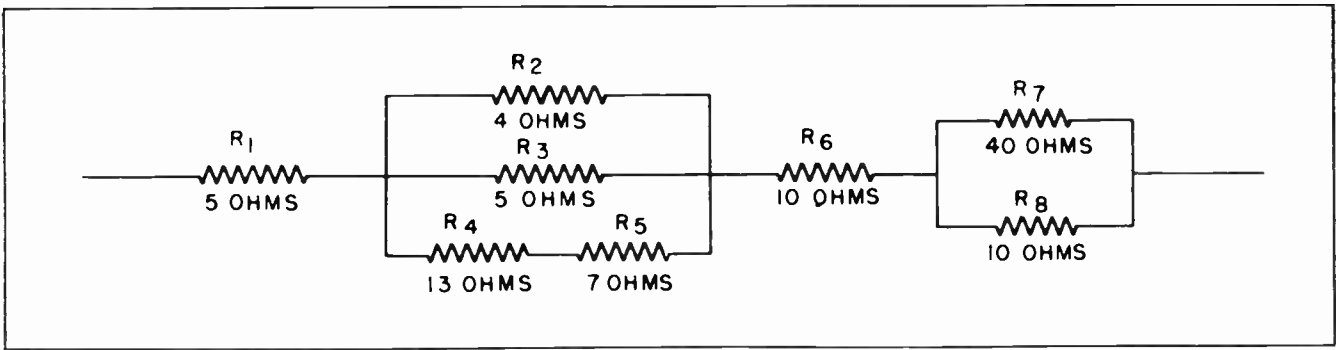 R1
5 OHMS
R2
4 OHMS
R3
5 OHMS
R4
13 OHMS
R5
7 OHMS
R6
10 OHMS
R7
40 OHMS
R8
10 OHMS